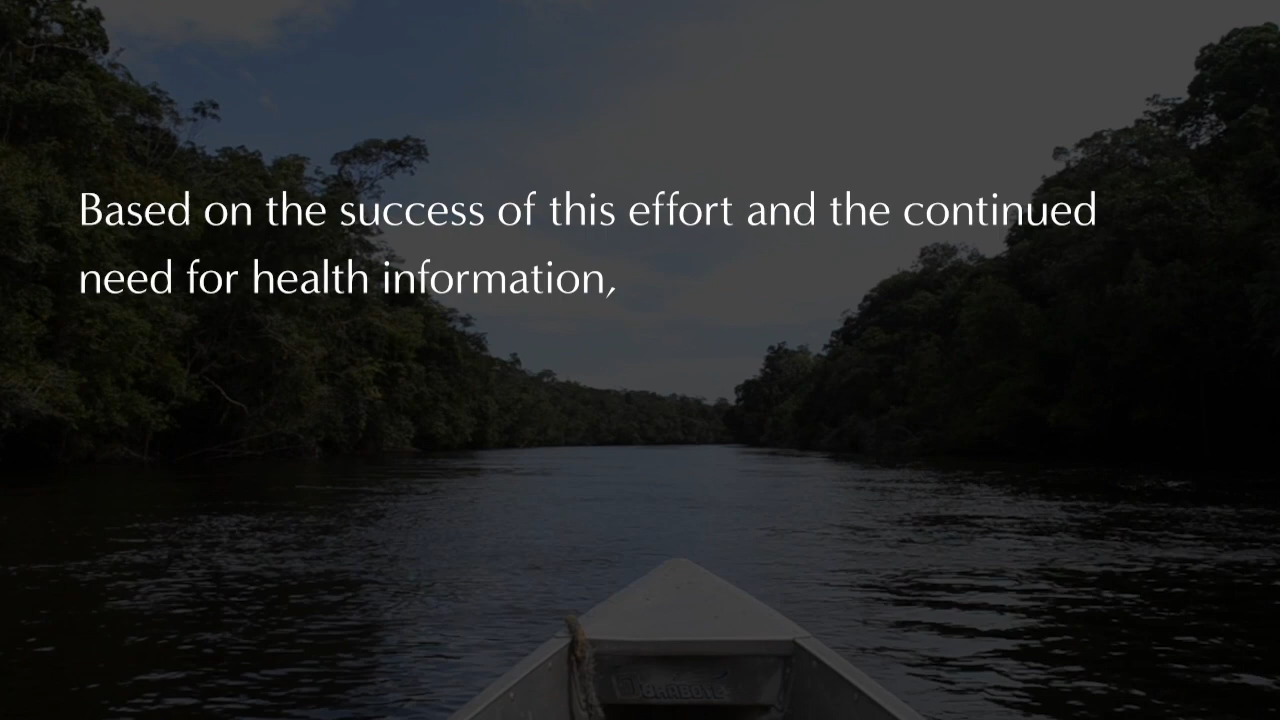 Based on the success of this effort and the continued
need for health information,